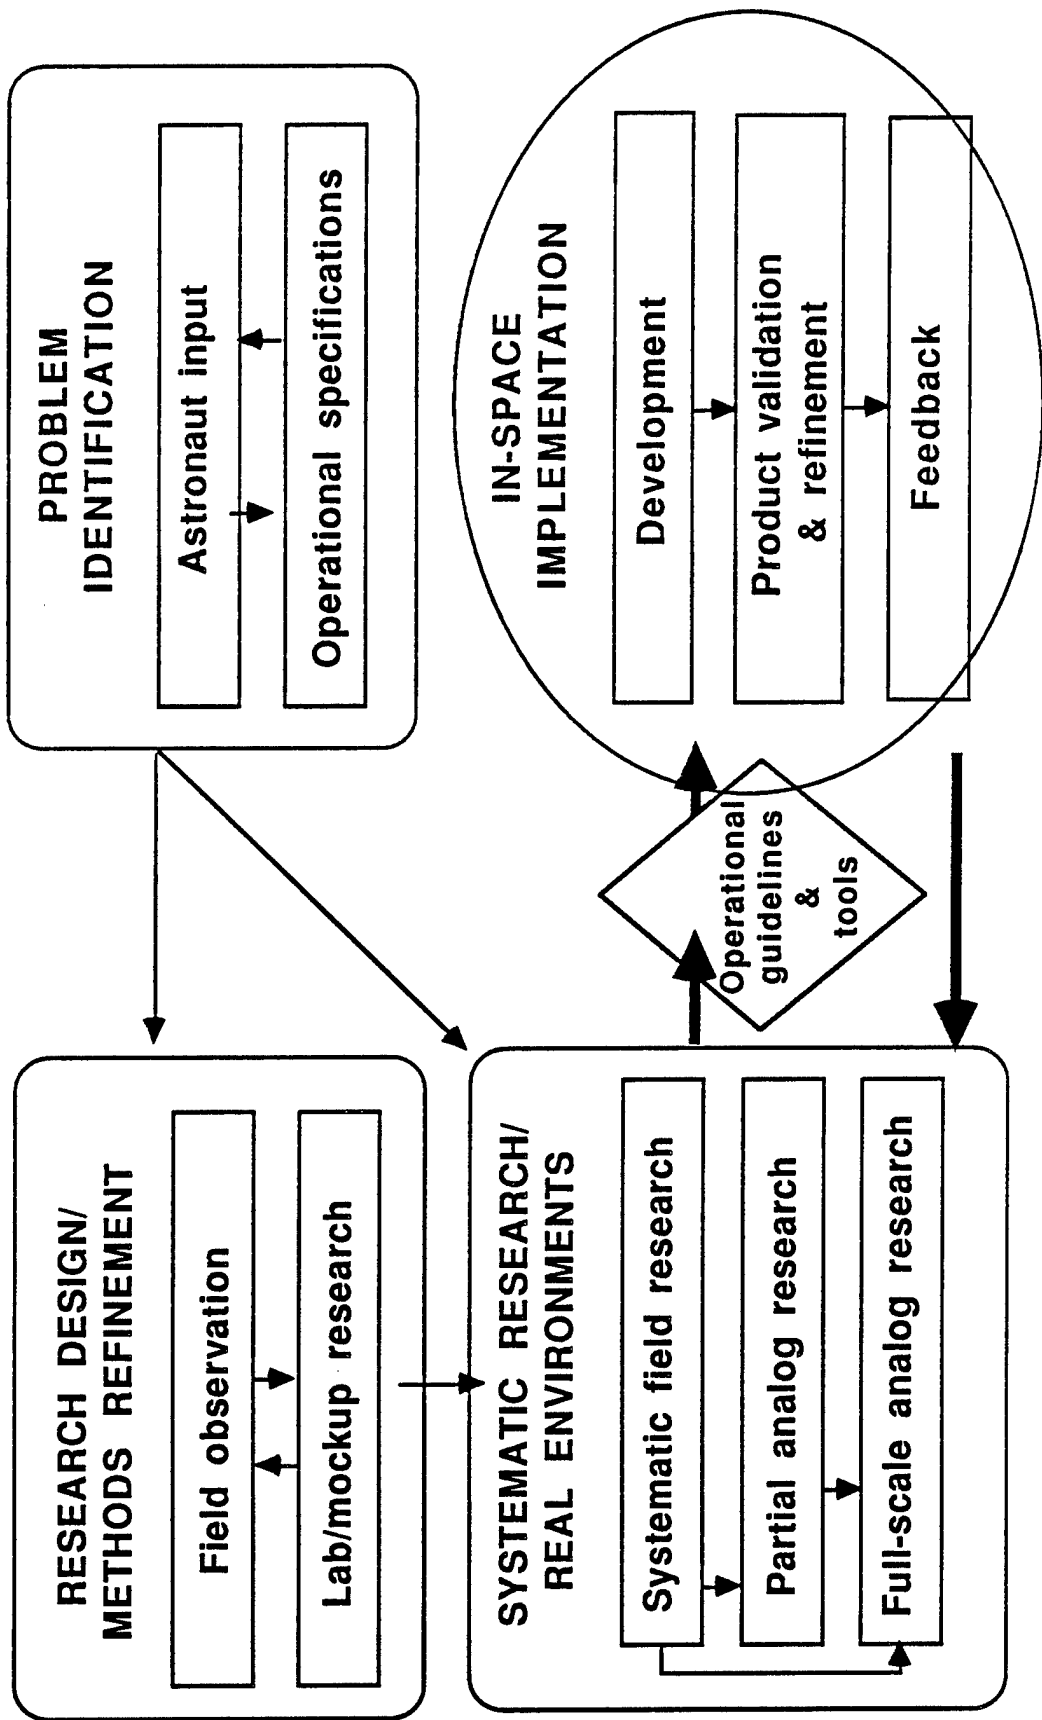 RESEARCH DESIGN/
METHODS REFINEMENT
Field observation
Lab/mockup research
PROBLEM
IDENTIFICATION
Astronaut input
Operational specifications
SYSTEMATIC RESEARCH/
REAL ENVIRONMENTS
Systematic field research
Partial analog research
Full-scale analog research
Operational
guidelines
&
tools
IN-SPACE
IMPLEMENTATION
Development
Product validation
& refinement
Feedback